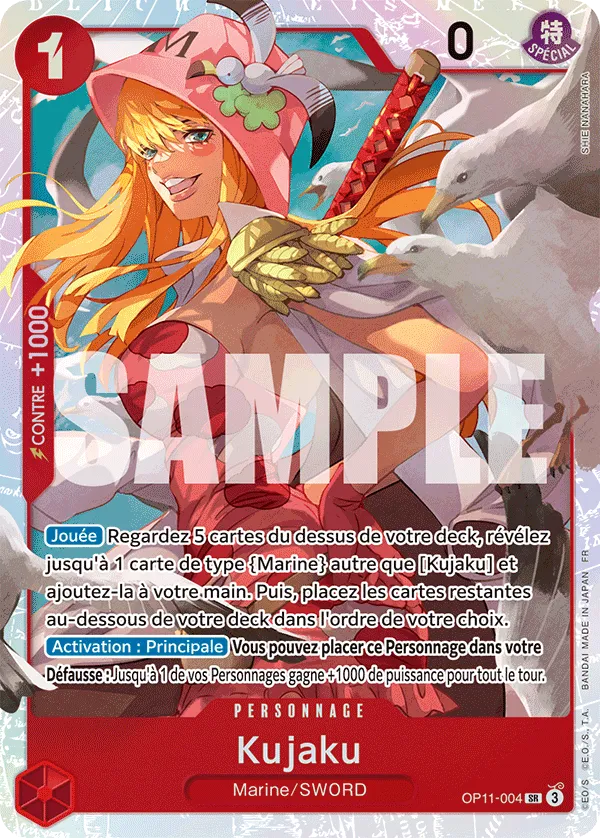 1
0
特
SPÉCIAL
SHIE NANAHARA
M
CONTRE +1000
SAMPLE
Jouée Regardez 5 cartes du dessus de votre deck, révélez
jusqu'à 1 carte de type {Marine} autre que [Kujaku] et
ajoutez-la à votre main. Puis, placez les cartes restantes
au-dessous de votre deck dans l'ordre de votre choix.
Activation : Principale Vous pouvez placer ce Personnage dans votre
Défausse : Jusqu'à 1 de vos Personnages gagne +1000 de puissance pour tout le tour.
PERSONNAGE
Kujaku
Marine/SWORD
OP11-004 SR 3
©EO/S ©E.O./S., T.A. BANDAI MADE IN JAPAN FR